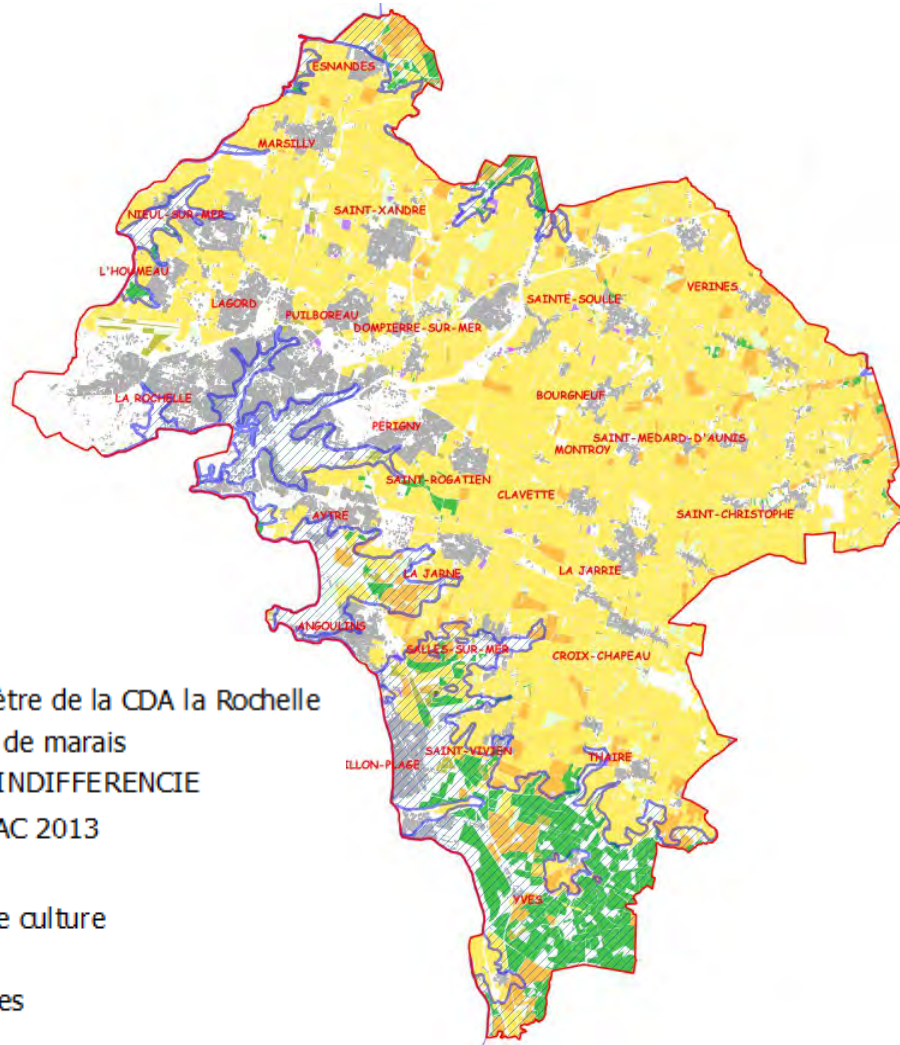 ESNANDES
MARSILLY
NIEUL-SUR-MER
SAINT-XANDRE
L'HOUMEAU
LAGORD
PUILBOREAU
DOMPIERRE-SUR-MER
SAINTE-SOULLE
VERINES
LA ROCHELLE
PERIGNY
BOURGNEUF
SAINT-MEDARD-D'AUNIS
MONTROY
SAINT-ROGATIEN
CLAVETTE
SAINT-CHRISTOPHE
AYTRE
LA JARNE
LA JARRIE
ANGOULINS
SALLES-SUR-MER
CROIX-CHAPEAU
SAINT-VIVIEN
THAIRE
ILLON-PLAGE
YVES
ètre de la CDA la Rochelle
de marais
INDIFFERENCIE
AC 2013
e culture
es